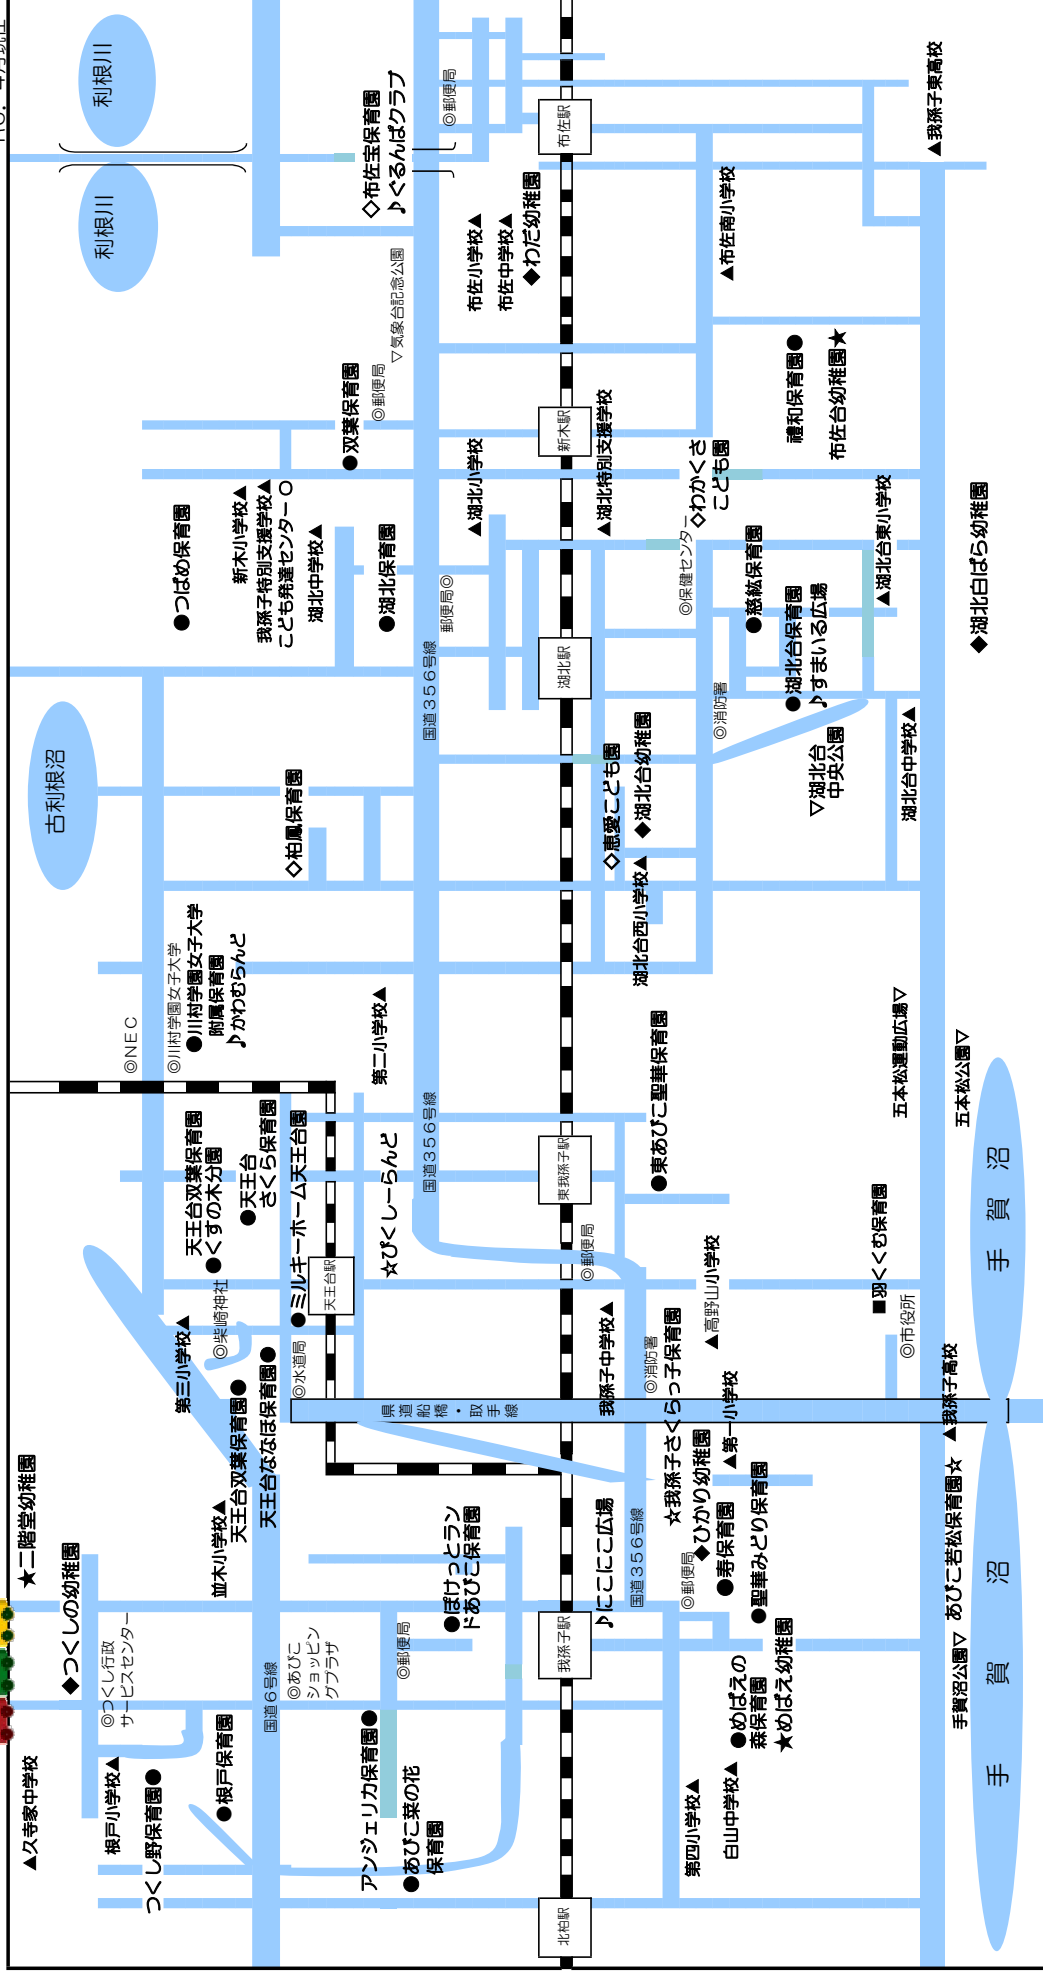 ▲久寺家中学校
★二階堂幼稚園
◆つくしの幼稚園
◎つくし行政
サービスセンター
根戸小学校▲
つくし野保育園●
●根戸保育園
並木小学校▲
国道6号線
◎あびこ
ショッピン
グプラザ
アンジェリカ保育園●
●あびこ菜の花
保育園
◎郵便局
●ぽけっとラン
ドあびこ保育園
北柏駅
我孫子駅
♪にこにこ広場
国道356号線
第四小学校▲
白山中学校▲
◎郵便局
●めばえの
森保育園
★めばえ幼稚園
●寿保育園
●聖華みどり保育園
◆ひかり幼稚園
▲第一小学校
☆我孫子さくらっ子保育園
◎消防署
我孫子中学校▲
▲高野山小学校
手賀沼公園▽
あびこ若松保育園☆
▲我孫子高校
◎市役所
■羽くくむ保育園
手賀沼
手賀沼
県道船橋・取手線
第三小学校▲
◎柴崎神社
天王台双葉保育園●
天王台ななほ保育園●
◎水道局
●ミルキーホーム天王台園
天王台双葉保育園
●くすの木分園
●天王台
さくら保育園
天王台駅
☆びくしーらんど
国道356号線
東我孫子駅
◎郵便局
●東あびこ聖華保育園
五本松運動広場▽
五本松公園▽
第二小学校▲
◎NEC
◎川村学園女子大学
●川村学園女子大学
附属保育園
♪かわむらんど
古利根沼
◇柏鳳保育園
国道356号線
湖北台西小学校▲
◇恵愛こども園
◆湖北台幼稚園
◎消防署
▽湖北台
中央公園
湖北台中学校▲
湖北駅
郵便局◎
●湖北保育園
湖北中学校▲
●つばめ保育園
新木小学校▲
我孫子特別支援学校▲
こども発達センター○
●双葉保育園
◎郵便局
▽気象台記念公園
▲湖北小学校
▲湖北特別支援学校
新木駅
◎保健センター
◇わかくさ
こども園
●慈紘保育園
●湖北台保育園
♪すまいる広場
▲湖北台東小学校
◆湖北白ばら幼稚園
禮和保育園●
布佐台幼稚園★
▲布佐南小学校
▲我孫子東高校
布佐駅
布佐小学校▲
布佐中学校▲
◆わだ幼稚園
◇布佐宝保育園
♪ぐるんぱクラブ
◎郵便局
利根川
利根川